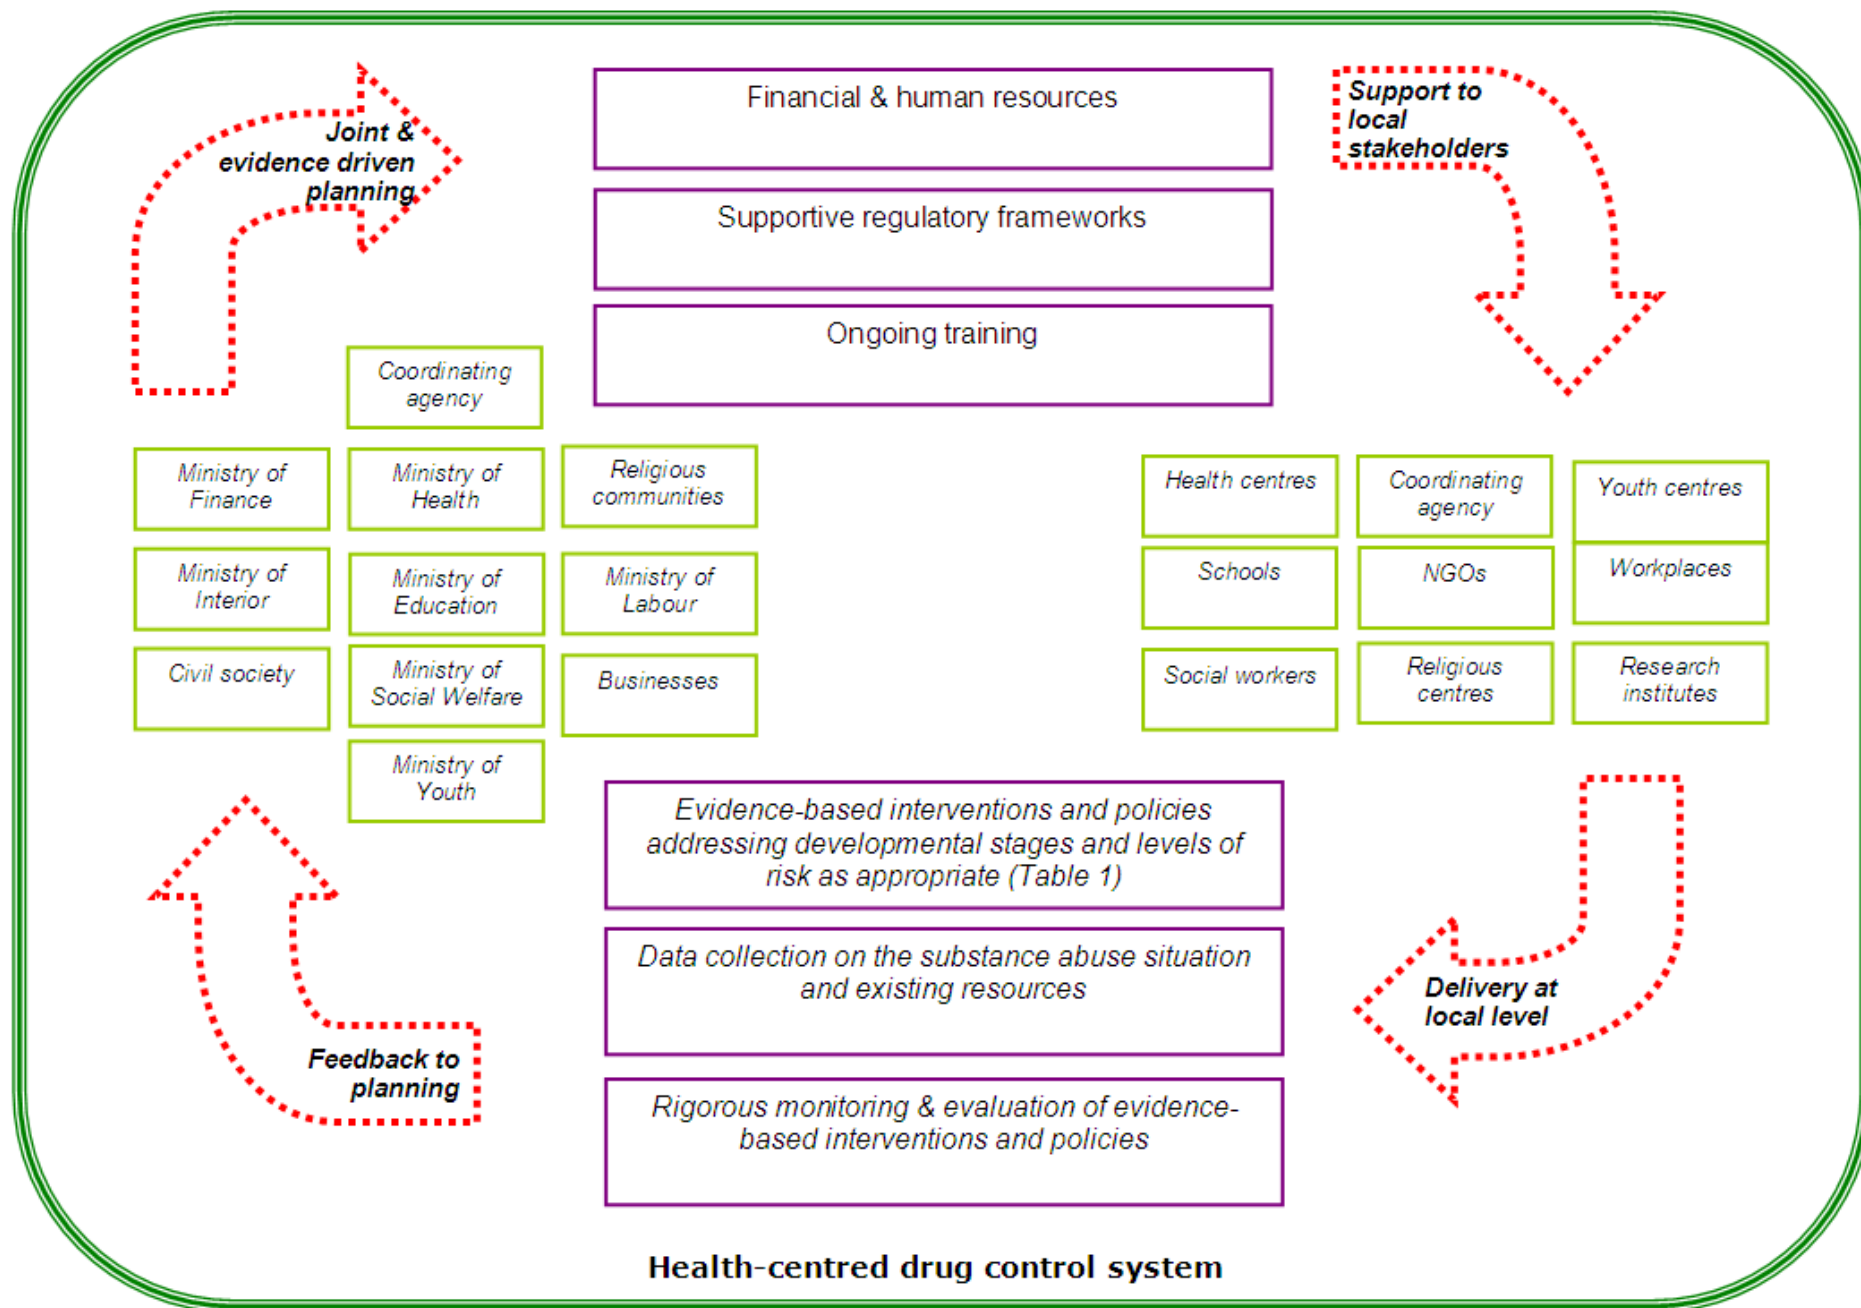 Joint &
evidence driven
planning
Financial & human resources
Supportive regulatory frameworks
Ongoing training
Support to
local
stakeholders
Coordinating
agency
Ministry of
Finance
Ministry of
Health
Religious
communities
Ministry of
Interior
Ministry of
Education
Ministry of
Labour
Civil society
Ministry of
Social Welfare
Businesses
Ministry of
Youth
Health centres
Coordinating
agency
Youth centres
Schools
NGOs
Workplaces
Social workers
Religious
centres
Research
institutes
Evidence-based interventions and policies
addressing developmental stages and levels of
risk as appropriate (Table 1)
Data collection on the substance abuse situation
and existing resources
Rigorous monitoring & evaluation of evidence-
based interventions and policies
Delivery at
local level
Feedback to
planning
Health-centred drug control system